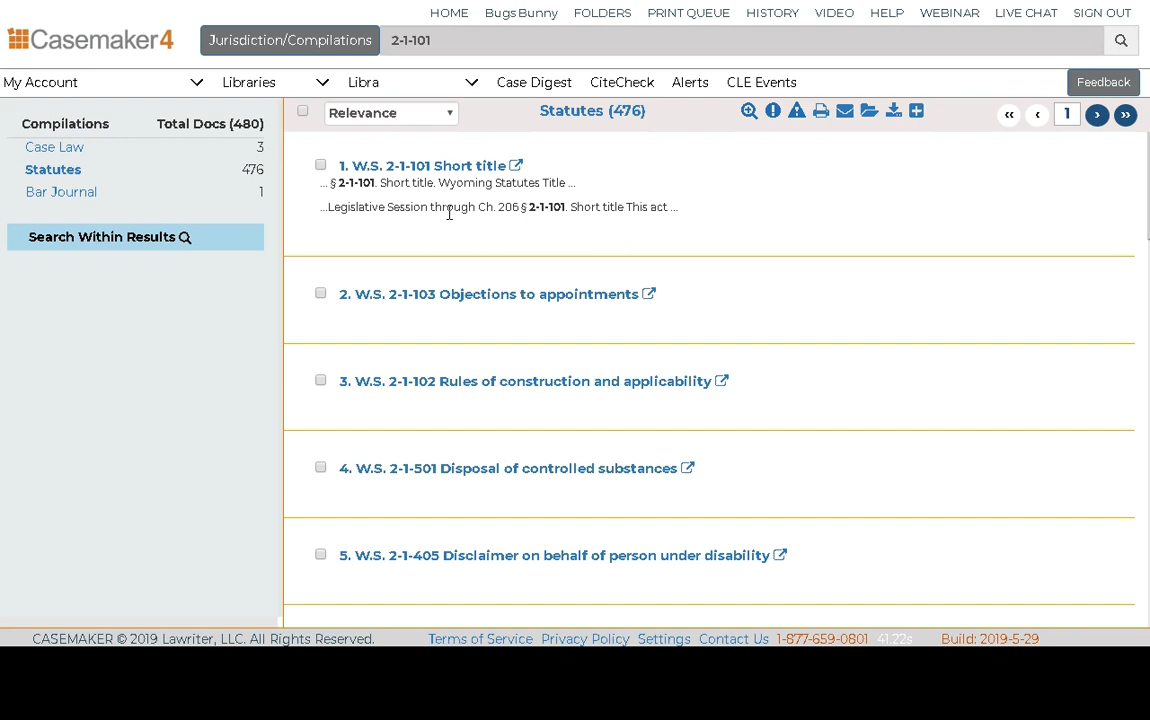 HOME Bugs Bunny FOLDERS PRINT QUEUE HISTORY VIDEO HELP WEBINAR LIVE CHAT SIGN OUT
Casemaker4 Jurisdiction/Compilations 2-1-101
My Account Libraries Libra Case Digest CiteCheck Alerts CLE Events Feedback
Compilations Total Docs (480)
Case Law 3
Statutes 476
Bar Journal 1
Search Within Results
Relevance Statutes (476) « ‹ 1 › »
1. W.S. 2-1-101 Short title
... § 2-1-101. Short title. Wyoming Statutes Title ...
...Legislative Session through Ch. 206 § 2-1-101. Short title This act ...
2. W.S. 2-1-103 Objections to appointments
3. W.S. 2-1-102 Rules of construction and applicability
4. W.S. 2-1-501 Disposal of controlled substances
5. W.S. 2-1-405 Disclaimer on behalf of person under disability
CASEMAKER © 2019 Lawriter, LLC. All Rights Reserved. Terms of Service Privacy Policy Settings Contact Us 1-877-659-0801 41.22s Build: 2019-5-29